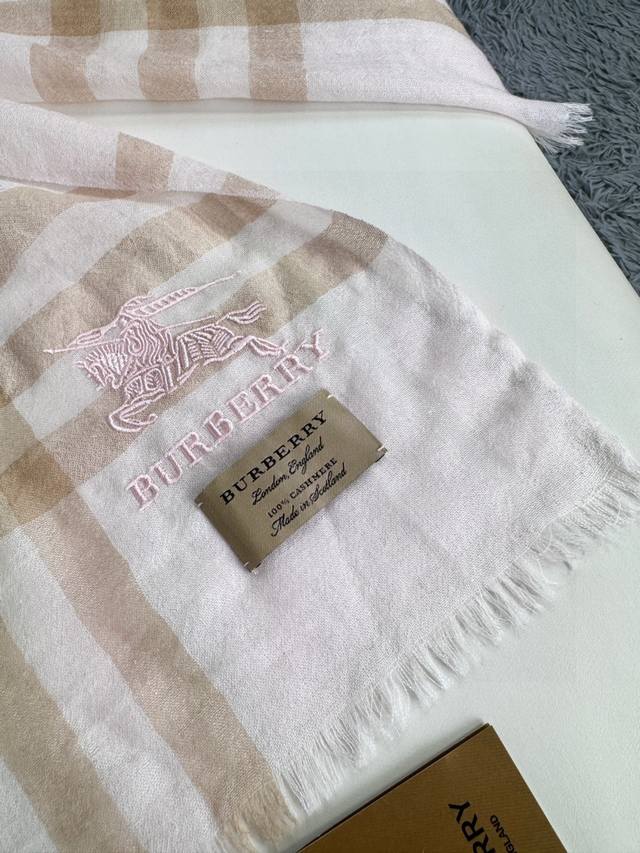 BURBERRY
BURBERRY
London, England
100% CASHMERE
Made in Scotland